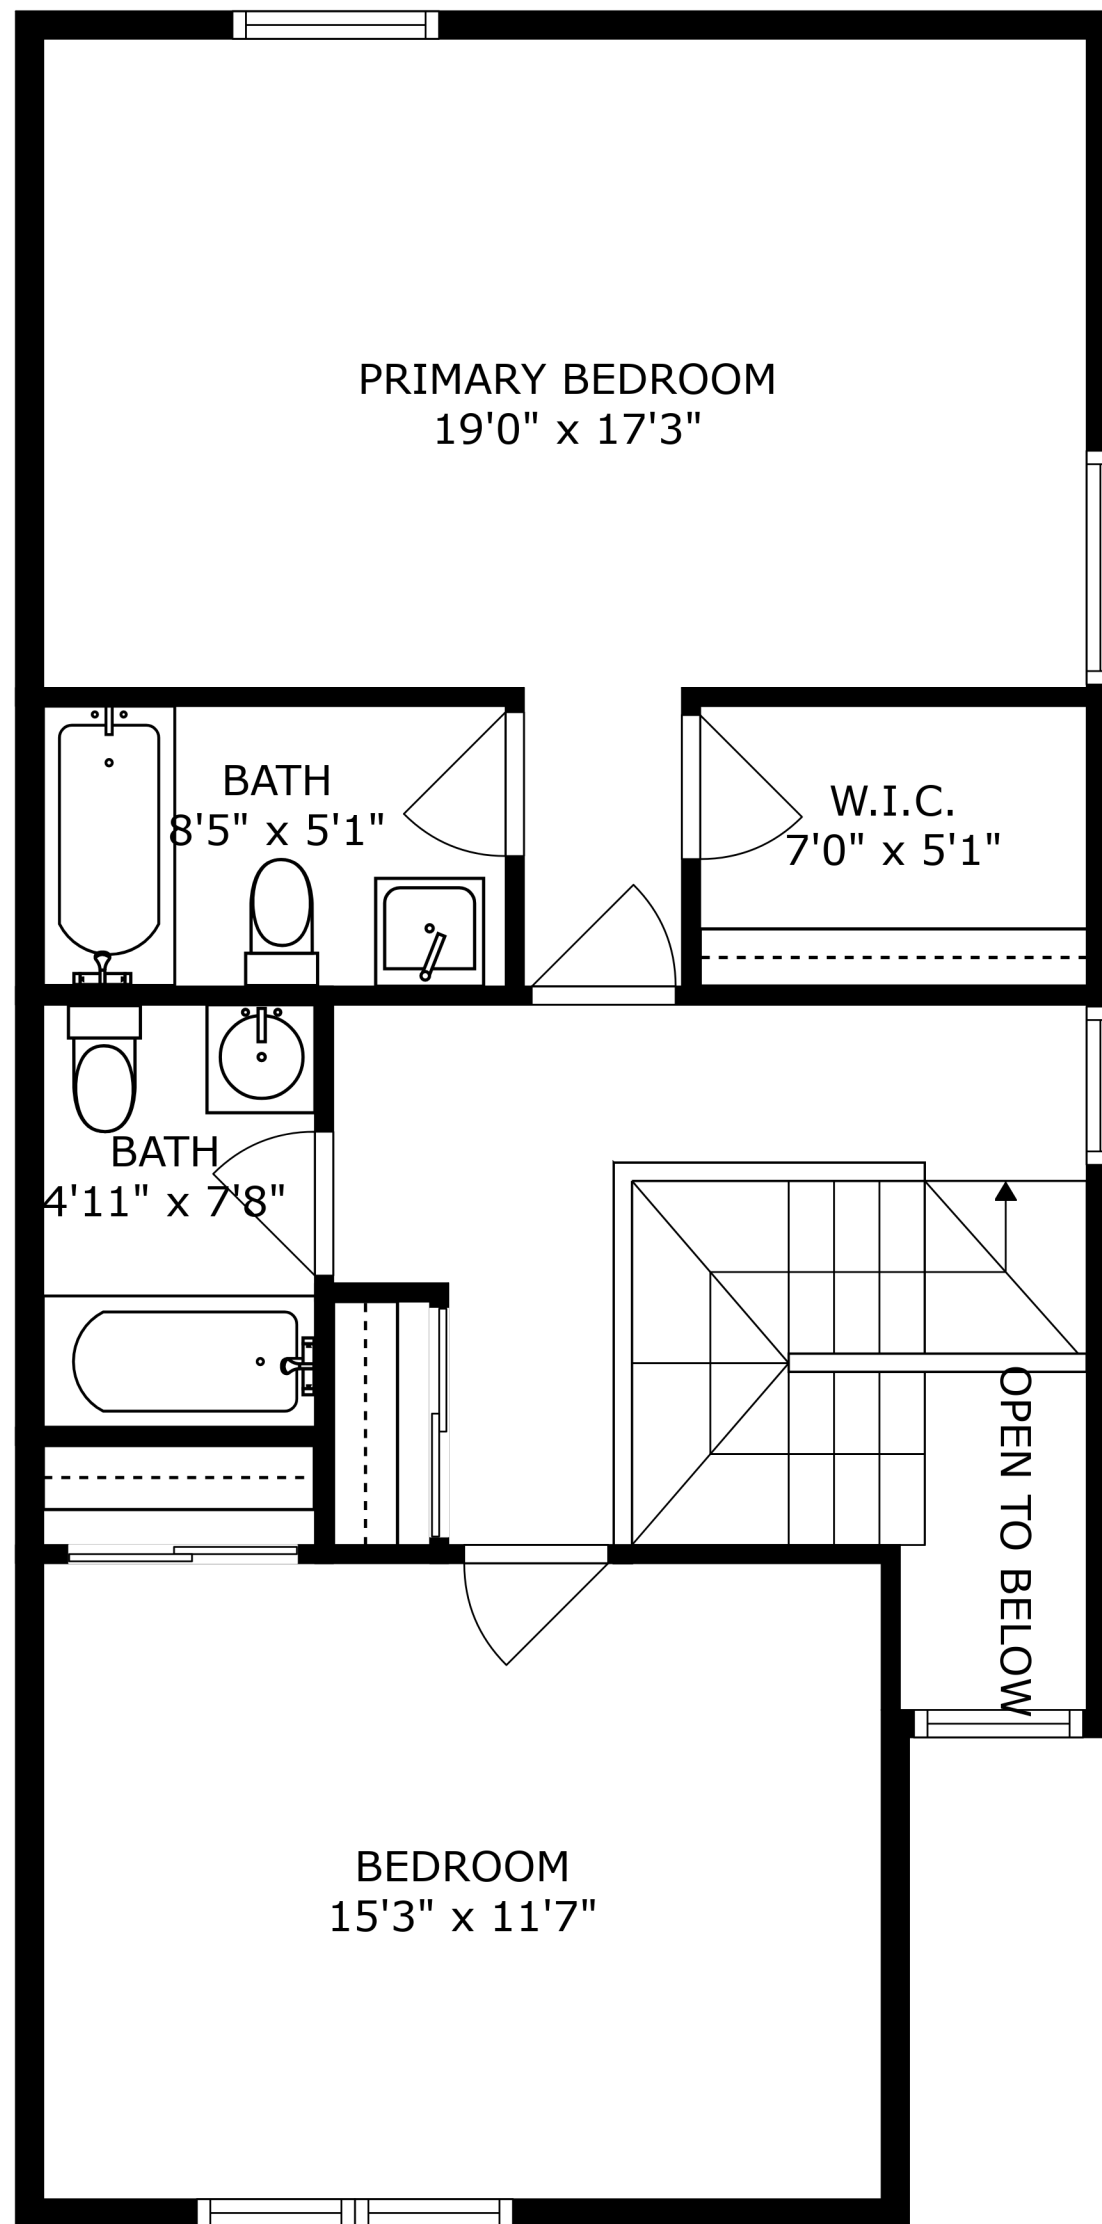 PRIMARY BEDROOM
19'0" x 17'3"
BATH
8'5" x 5'1"
W.I.C.
7'0" x 5'1"
BATH
4'11" x 7'8"
OPEN TO BELOW
BEDROOM
15'3" x 11'7"